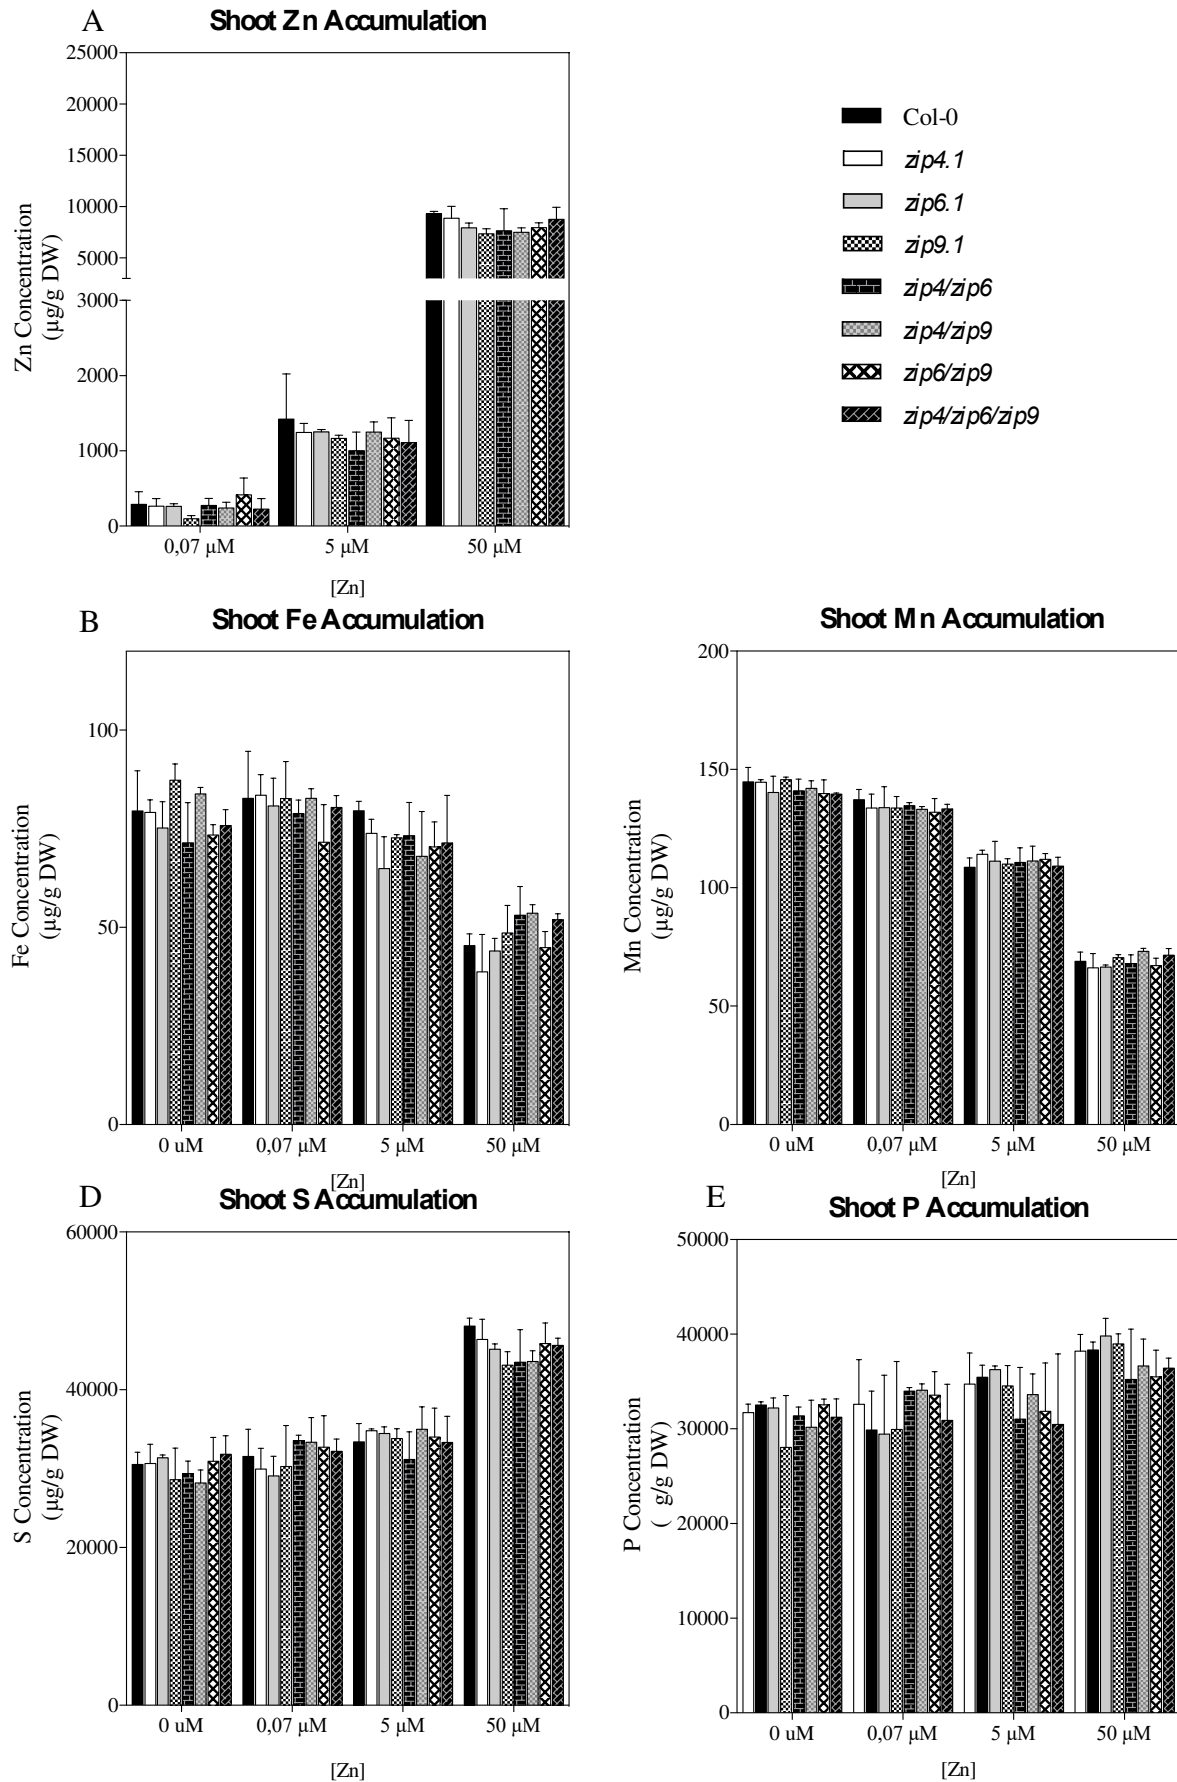 A
Shoot Zn Accumulation
25000
20000
15000
10000
5000
3000
2000
1000
0
Zn Concentration
(µg/g DW)
0,07 µM
5 µM
50 µM
[Zn]
Col-0
zip4.1
zip6.1
zip9.1
zip4/zip6
zip4/zip9
zip6/zip9
zip4/zip6/zip9
B
Shoot Fe Accumulation
100
50
0
Fe Concentration
(µg/g DW)
0 uM
0,07 µM
5 µM
50 µM
[Zn]
Shoot Mn Accumulation
200
150
100
50
0
Mn Concentration
(µg/g DW)
0 uM
0,07 µM
5 µM
50 µM
[Zn]
D
Shoot S Accumulation
60000
40000
20000
0
S Concentration
(µg/g DW)
0 uM
0,07 µM
5 µM
50 µM
[Zn]
E
Shoot P Accumulation
50000
40000
30000
20000
10000
0
P Concentration
( g/g DW)
0 uM
0,07 µM
5 µM
50 µM
[Zn]